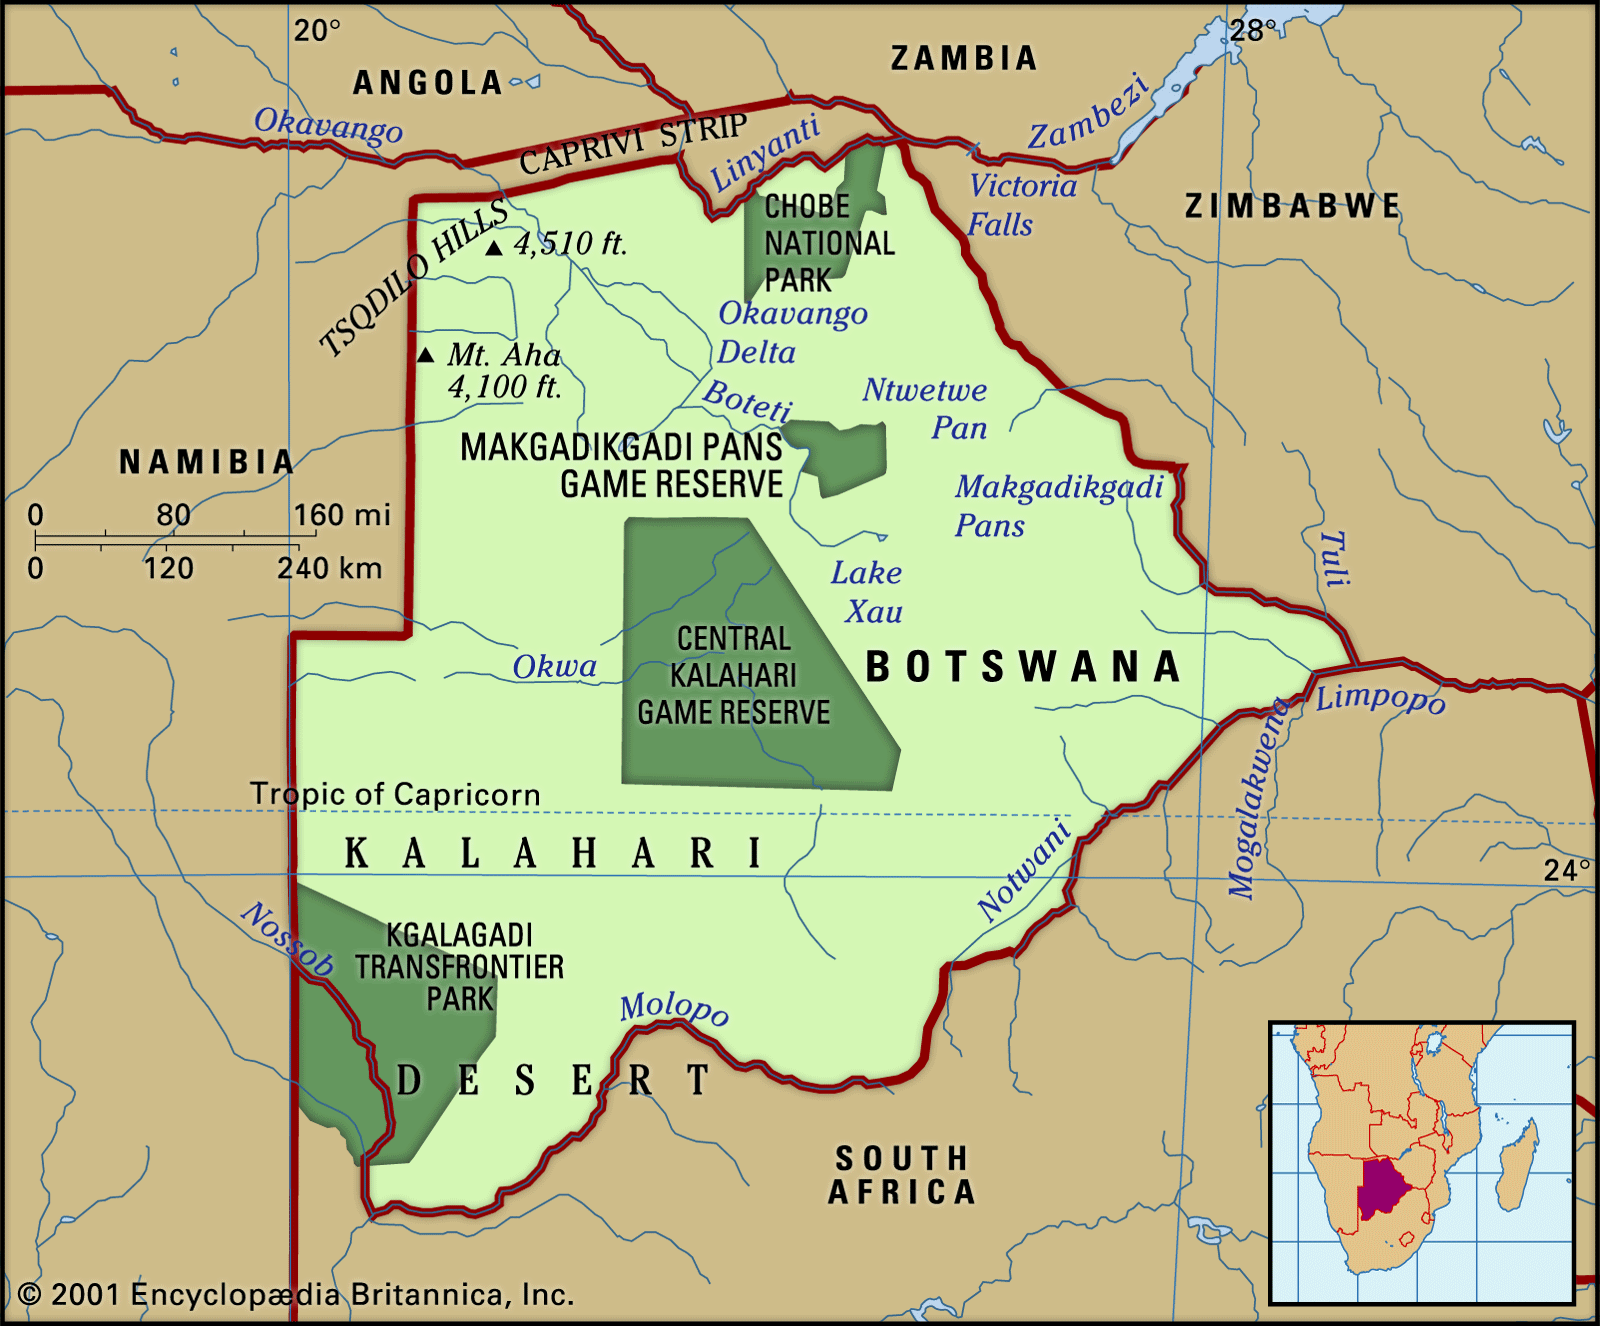 20°
28°
ZAMBIA
ANGOLA
Okavango
Zambezi
CAPRIVI STRIP
Linyanti
Victoria
Falls
ZIMBABWE
CHOBE
NATIONAL
PARK
TSQDILO HILLS
4,510 ft.
Okavango
Delta
Mt. Aha
4,100 ft.
Boteti
Ntwetwe
Pan
NAMIBIA
MAKGADIKGADI PANS
GAME RESERVE
Makgadikgadi
Pans
0 80 160 mi
0 120 240 km
Tuli
Lake
Xau
CENTRAL
KALAHARI
GAME RESERVE
Okwa
BOTSWANA
Limpopo
Mogalakwena
Tropic of Capricorn
KALAHARI
Notwani
24°
Nossob
KGALAGADI
TRANSFRONTIER
PARK
Molopo
DESERT
SOUTH
AFRICA
© 2001 Encyclopædia Britannica, Inc.